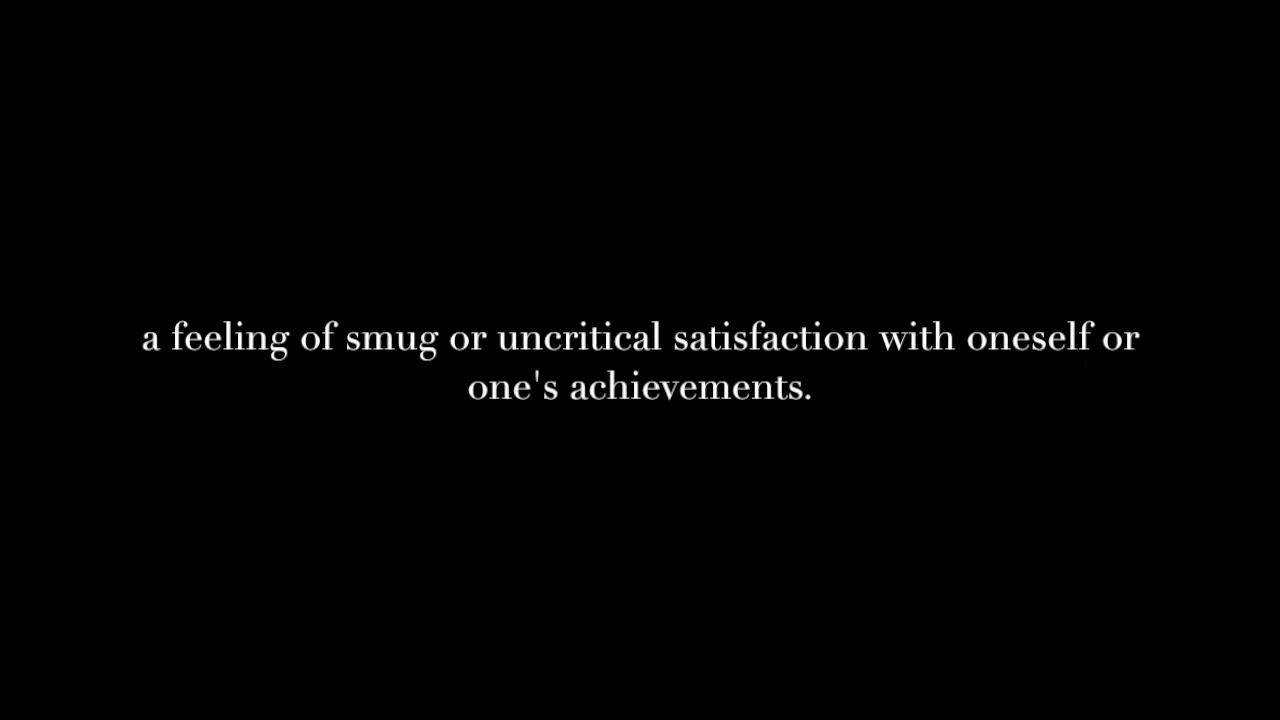 a feeling of smug or uncritical satisfaction with oneself or
one's achievements.